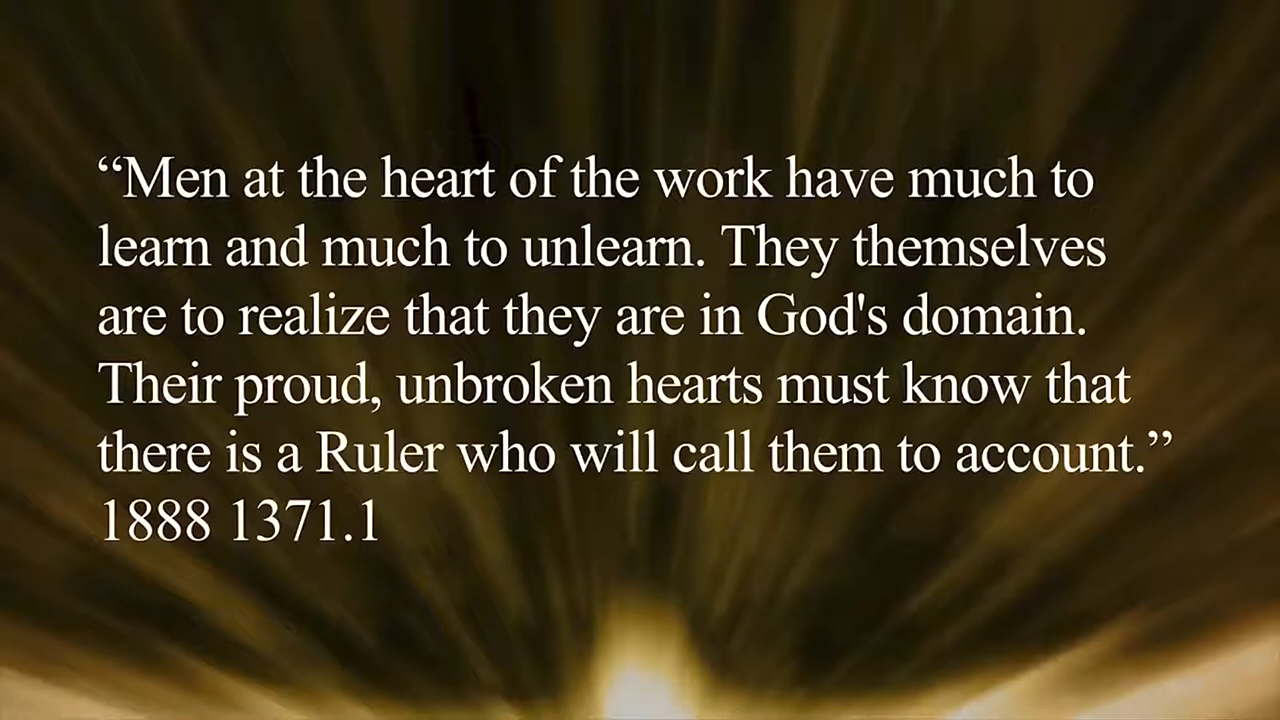 “Men at the heart of the work have much to
learn and much to unlearn. They themselves
are to realize that they are in God's domain.
Their proud, unbroken hearts must know that
there is a Ruler who will call them to account.”
1888 1371.1